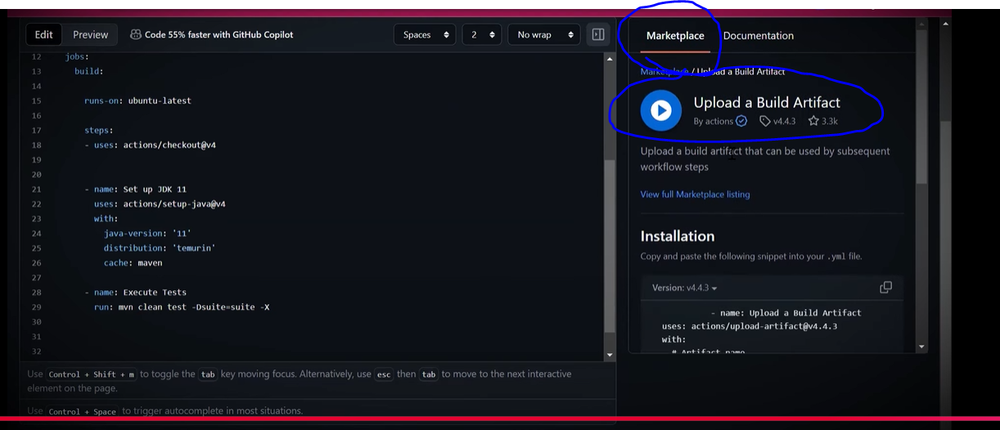 Edit Preview Code 55% faster with GitHub Copilot Spaces 2 No wrap
12 jobs:
13 build:
14
15 runs-on: ubuntu-latest
16
17 steps:
18 - uses: actions/checkout@v4
19
20
21 - name: Set up JDK 11
22 uses: actions/setup-java@v4
23 with:
24 java-version: '11'
25 distribution: 'temurin'
26 cache: maven
27
28 - name: Execute Tests
29 run: mvn clean test -Dsuite=suite -X
30
31
32
Use Control + Shift + m to toggle the tab key moving focus. Alternatively, use esc then tab to move to the next interactive
element on the page.
Use Control + Space to trigger autocomplete in most situations.
Marketplace Documentation
Marketplace / Upload a Build Artifact
Upload a Build Artifact
By actions v4.4.3 3.3k
Upload a build artifact that can be used by subsequent
workflow steps
View full Marketplace listing
Installation
Copy and paste the following snippet into your .yml file.
Version: v4.4.3
- name: Upload a Build Artifact
uses: actions/upload-artifact@v4.4.3
with:
# Artifact name